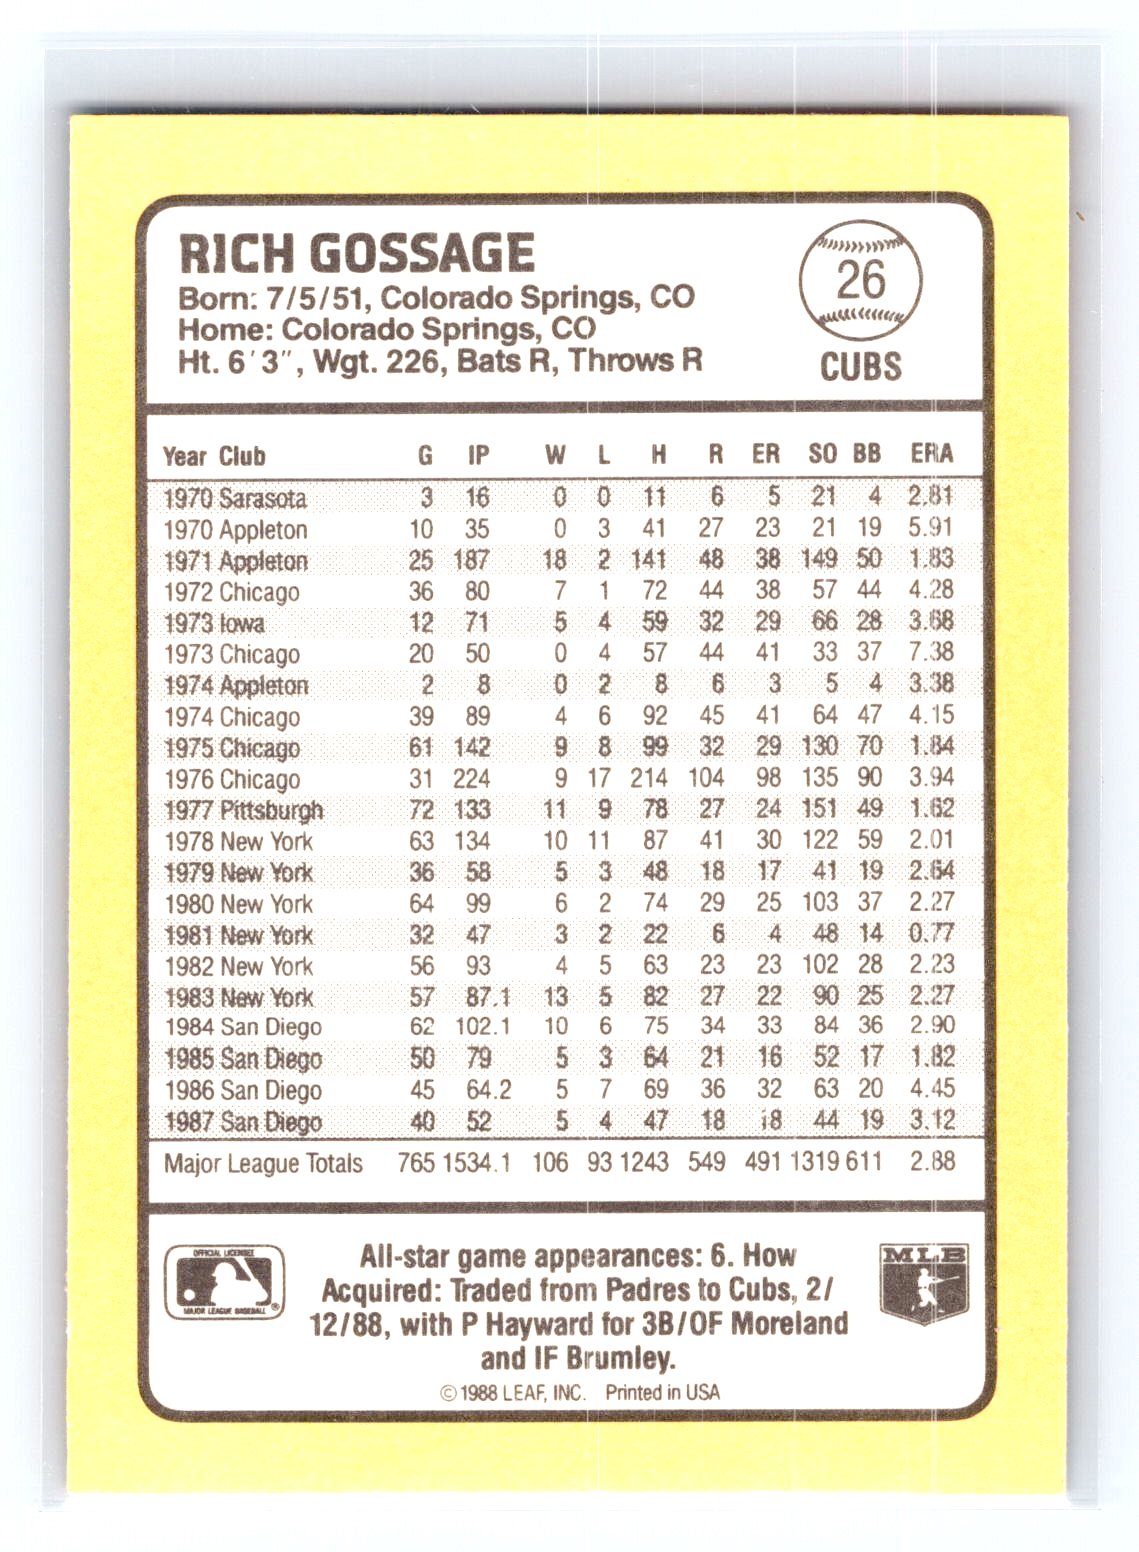 RICH GOSSAGE
Born: 7/5/51, Colorado Springs, CO
Home: Colorado Springs, CO
Ht. 6'3", Wgt. 226, Bats R, Throws R
26
CUBS
Year Club G IP W L H R ER SO BB ERA
1970 Sarasota 3 16 0 0 11 6 5 21 4 2.81
1970 Appleton 10 35 0 3 41 27 23 21 19 5.91
1971 Appleton 25 187 18 2 141 48 38 149 50 1.83
1972 Chicago 36 80 7 1 72 44 38 57 44 4.28
1973 Iowa 12 71 5 4 59 32 29 66 28 3.68
1973 Chicago 20 50 0 4 57 44 41 33 37 7.38
1974 Appleton 2 8 0 2 8 6 3 5 4 3.38
1974 Chicago 39 89 4 6 92 45 41 64 47 4.15
1975 Chicago 61 142 9 8 99 32 29 130 70 1.84
1976 Chicago 31 224 9 17 214 104 98 135 90 3.94
1977 Pittsburgh 72 133 11 9 78 27 24 151 49 1.62
1978 New York 63 134 10 11 87 41 30 122 59 2.01
1979 New York 36 58 5 3 48 18 17 41 19 2.64
1980 New York 64 99 6 2 74 29 25 103 37 2.27
1981 New York 32 47 3 2 22 6 4 48 14 0.77
1982 New York 56 93 4 5 63 23 23 102 28 2.23
1983 New York 57 87.1 13 5 82 27 22 90 25 2.27
1984 San Diego 62 102.1 10 6 75 34 33 84 36 2.90
1985 San Diego 50 79 5 3 64 21 16 52 17 1.82
1986 San Diego 45 64.2 5 7 69 36 32 63 20 4.45
1987 San Diego 40 52 5 4 47 18 18 44 19 3.12
Major League Totals 765 1534.1 106 93 1243 549 491 1319 611 2.88
OFFICIAL LICENSEE
MAJOR LEAGUE BASEBALL ®
All-star game appearances: 6. How
Acquired: Traded from Padres to Cubs, 2/
12/88, with P Hayward for 3B/OF Moreland
and IF Brumley.
MLB
© 1988 LEAF, INC. Printed in USA